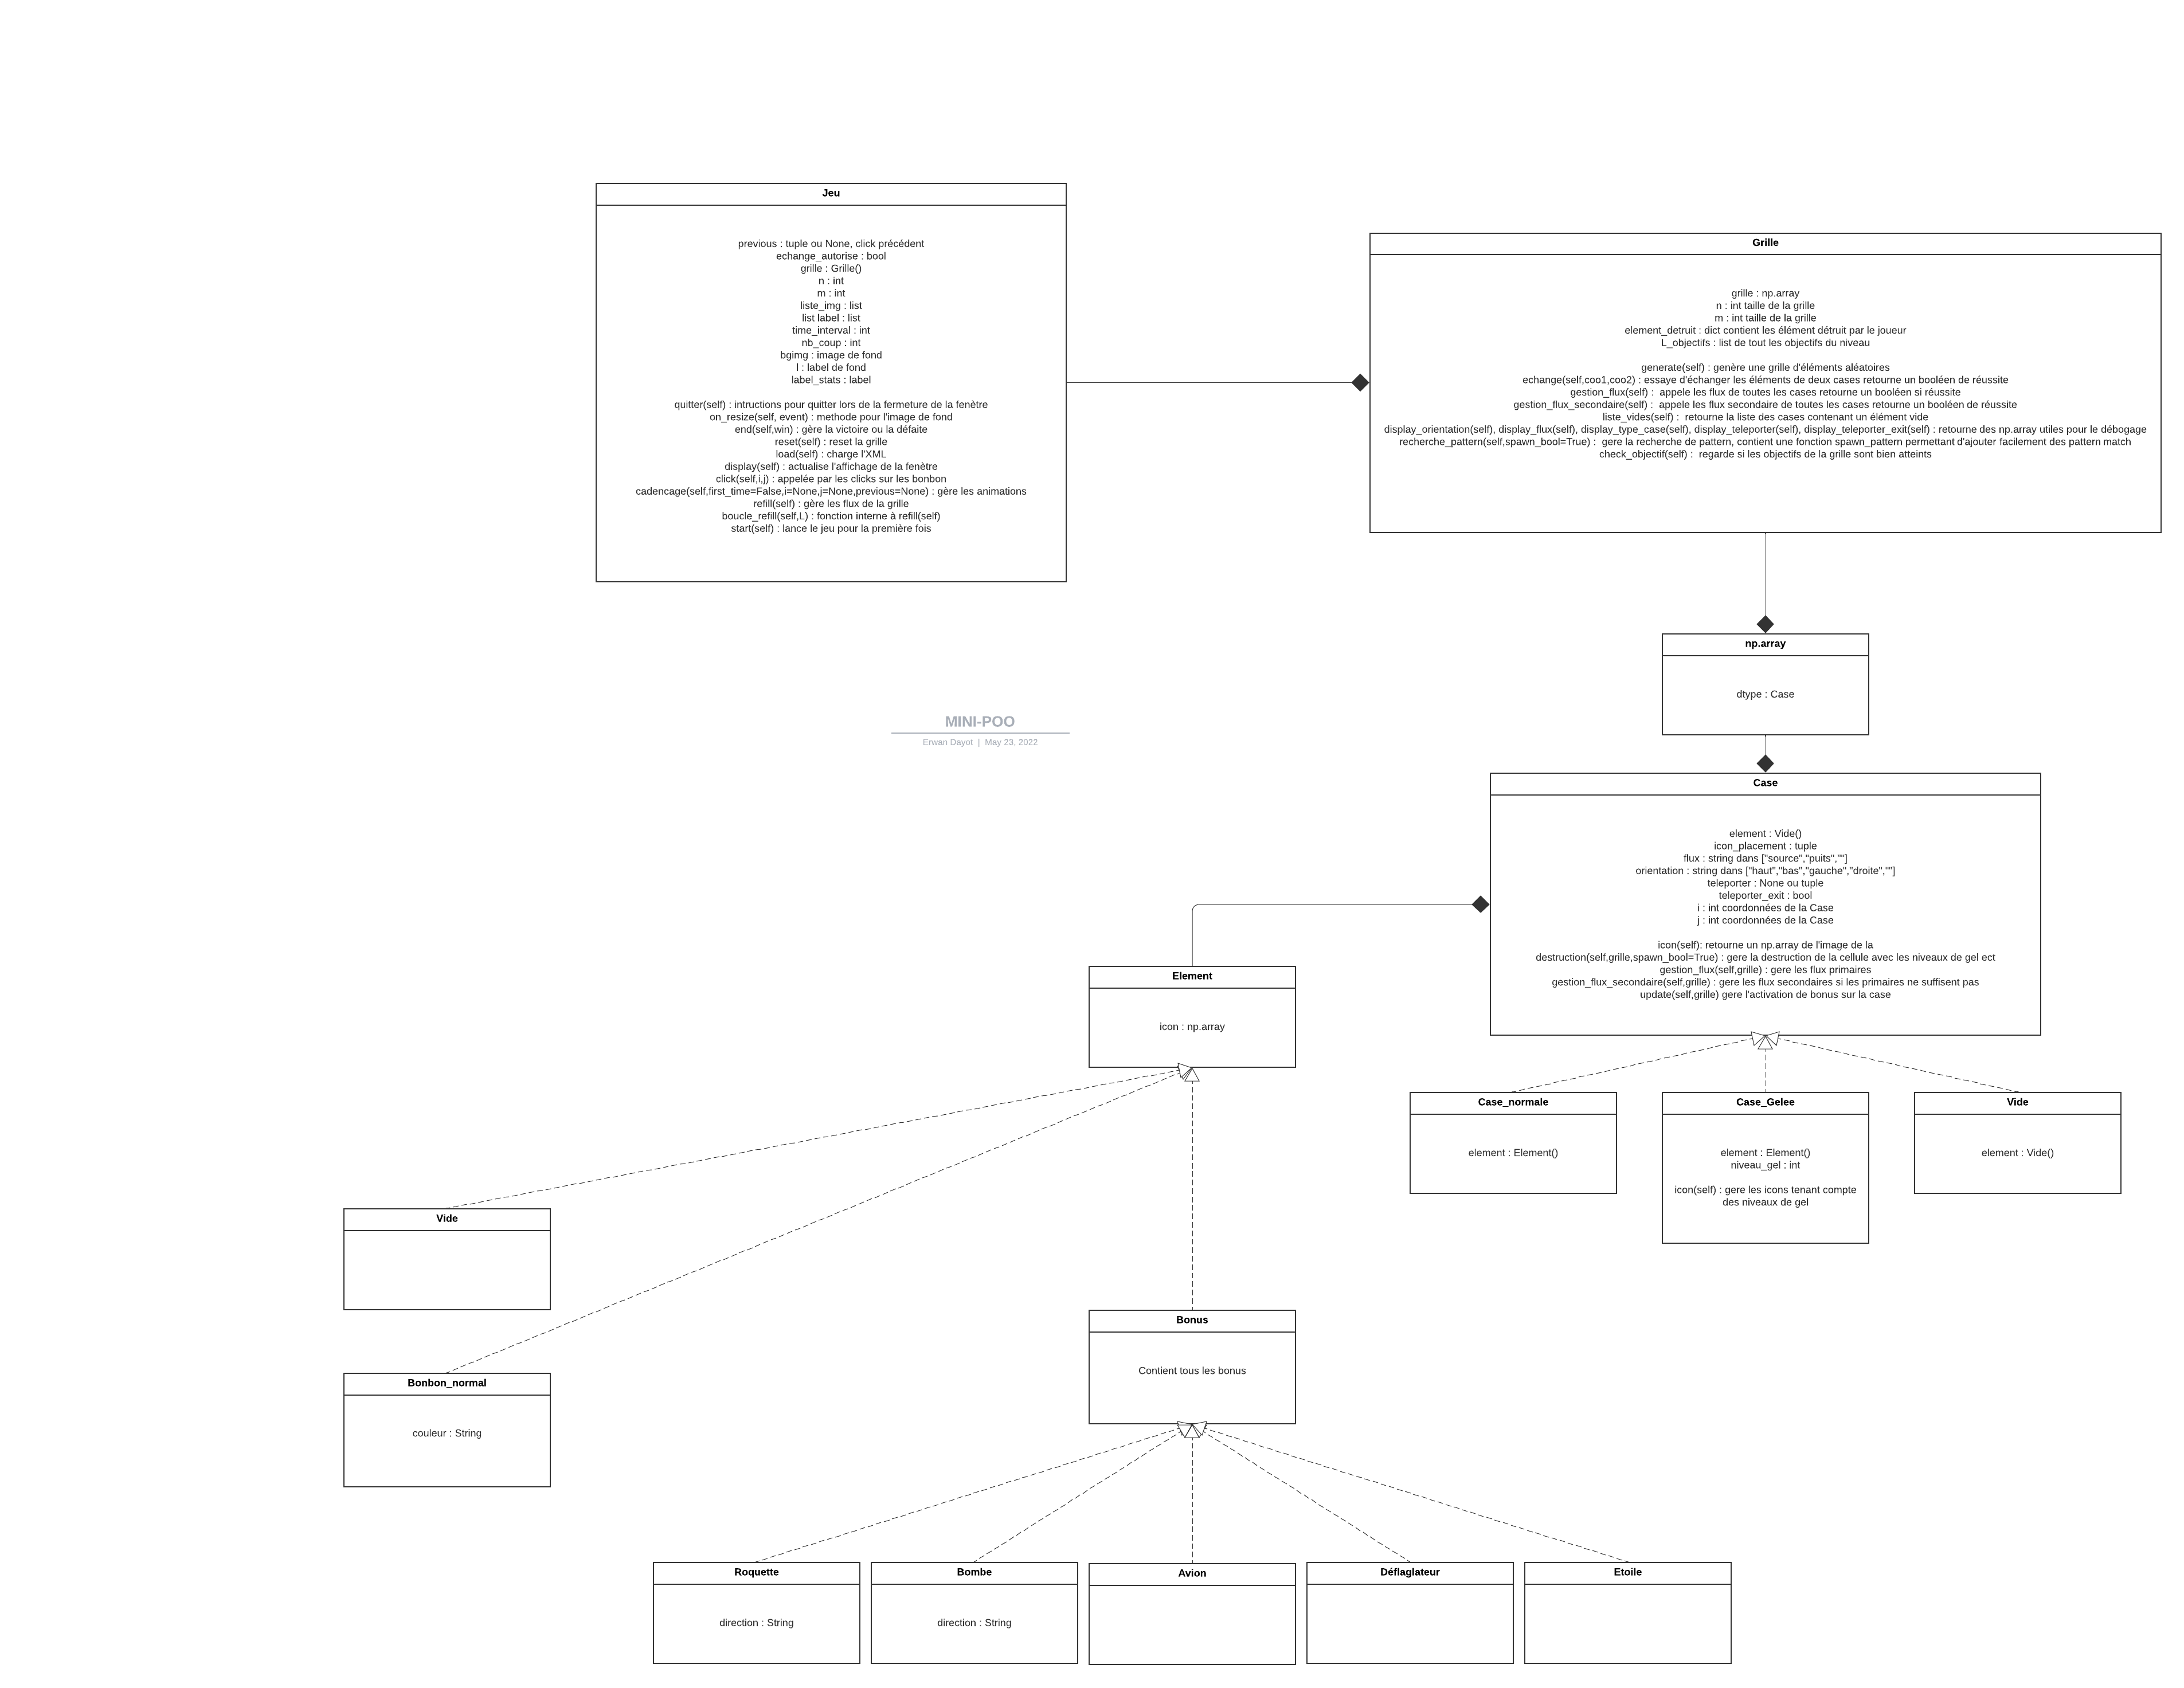 Jeu
previous : tuple ou None, click précédent
echange_autorise : bool
grille : Grille()
n : int
m : int
liste_img : list
list label : list
time_interval : int
nb_coup : int
bgimg : image de fond
l : label de fond
label_stats : label
quitter(self) : intructions pour quitter lors de la fermeture de la fenètre
on_resize(self, event) : methode pour l'image de fond
end(self,win) : gère la victoire ou la défaite
reset(self) : reset la grille
load(self) : charge l'XML
display(self) : actualise l'affichage de la fenêtre
click(self,i,j) : appelée par les clicks sur les bonbon
cadencage(self,first_time=False,i=None,j=None,previous=None) : gère les animations
refill(self) : gère les flux de la grille
boucle_refill(self,L) : fonction interne à refill(self)
start(self) : lance le jeu pour la première fois
Grille
grille : np.array
n : int taille de la grille
m : int taille de la grille
element_detruit : dict contient les élément détruit par le joueur
L_objectifs : list de tout les objectifs du niveau
generate(self) : genère une grille d'éléments aléatoires
echange(self,coo1,coo2) : essaye d'échanger les éléments de deux cases retourne un booléen de réussite
gestion_flux(self) :  appele les flux de toutes les cases retourne un booléen si réussite
gestion_flux_secondaire(self) :  appele les flux secondaire de toutes les cases retourne un booléen de réussite
liste_vides(self) :  retourne la liste des cases contenant un élément vide
display_orientation(self), display_flux(self), display_type_case(self), display_teleporter(self), display_teleporter_exit(self) : retourne des np.array utiles pour le débogage
recherche_pattern(self,spawn_bool=True) :  gere la recherche de pattern, contient une fonction spawn_pattern permettant d'ajouter facilement des pattern match
check_objectif(self) :  regarde si les objectifs de la grille sont bien atteints
np.array
dtype : Case
MINI-POO
Erwan Dayot  |  May 23, 2022
Case
element : Vide()
icon_placement : tuple
flux : string dans ["source","puits",""]
orientation : string dans ["haut","bas","gauche","droite",""]
teleporter : None ou tuple
teleporter_exit : bool
i : int coordonnées de la Case
j : int coordonnées de la Case
icon(self): retourne un np.array de l'image de la
destruction(self,grille,spawn_bool=True) : gere la destruction de la cellule avec les niveaux de gel ect
gestion_flux(self,grille) : gere les flux primaires
gestion_flux_secondaire(self,grille) : gere les flux secondaires si les primaires ne suffisent pas
update(self,grille) gere l'activation de bonus sur la case
Element
icon : np.array
Case_normale
element : Element()
Case_Gelee
element : Element()
niveau_gel : int
icon(self) : gere les icons tenant compte
des niveaux de gel
Vide
element : Vide()
Vide
Bonbon_normal
couleur : String
Bonus
Contient tous les bonus
Roquette
direction : String
Bombe
direction : String
Avion
Déflaglateur
Etoile